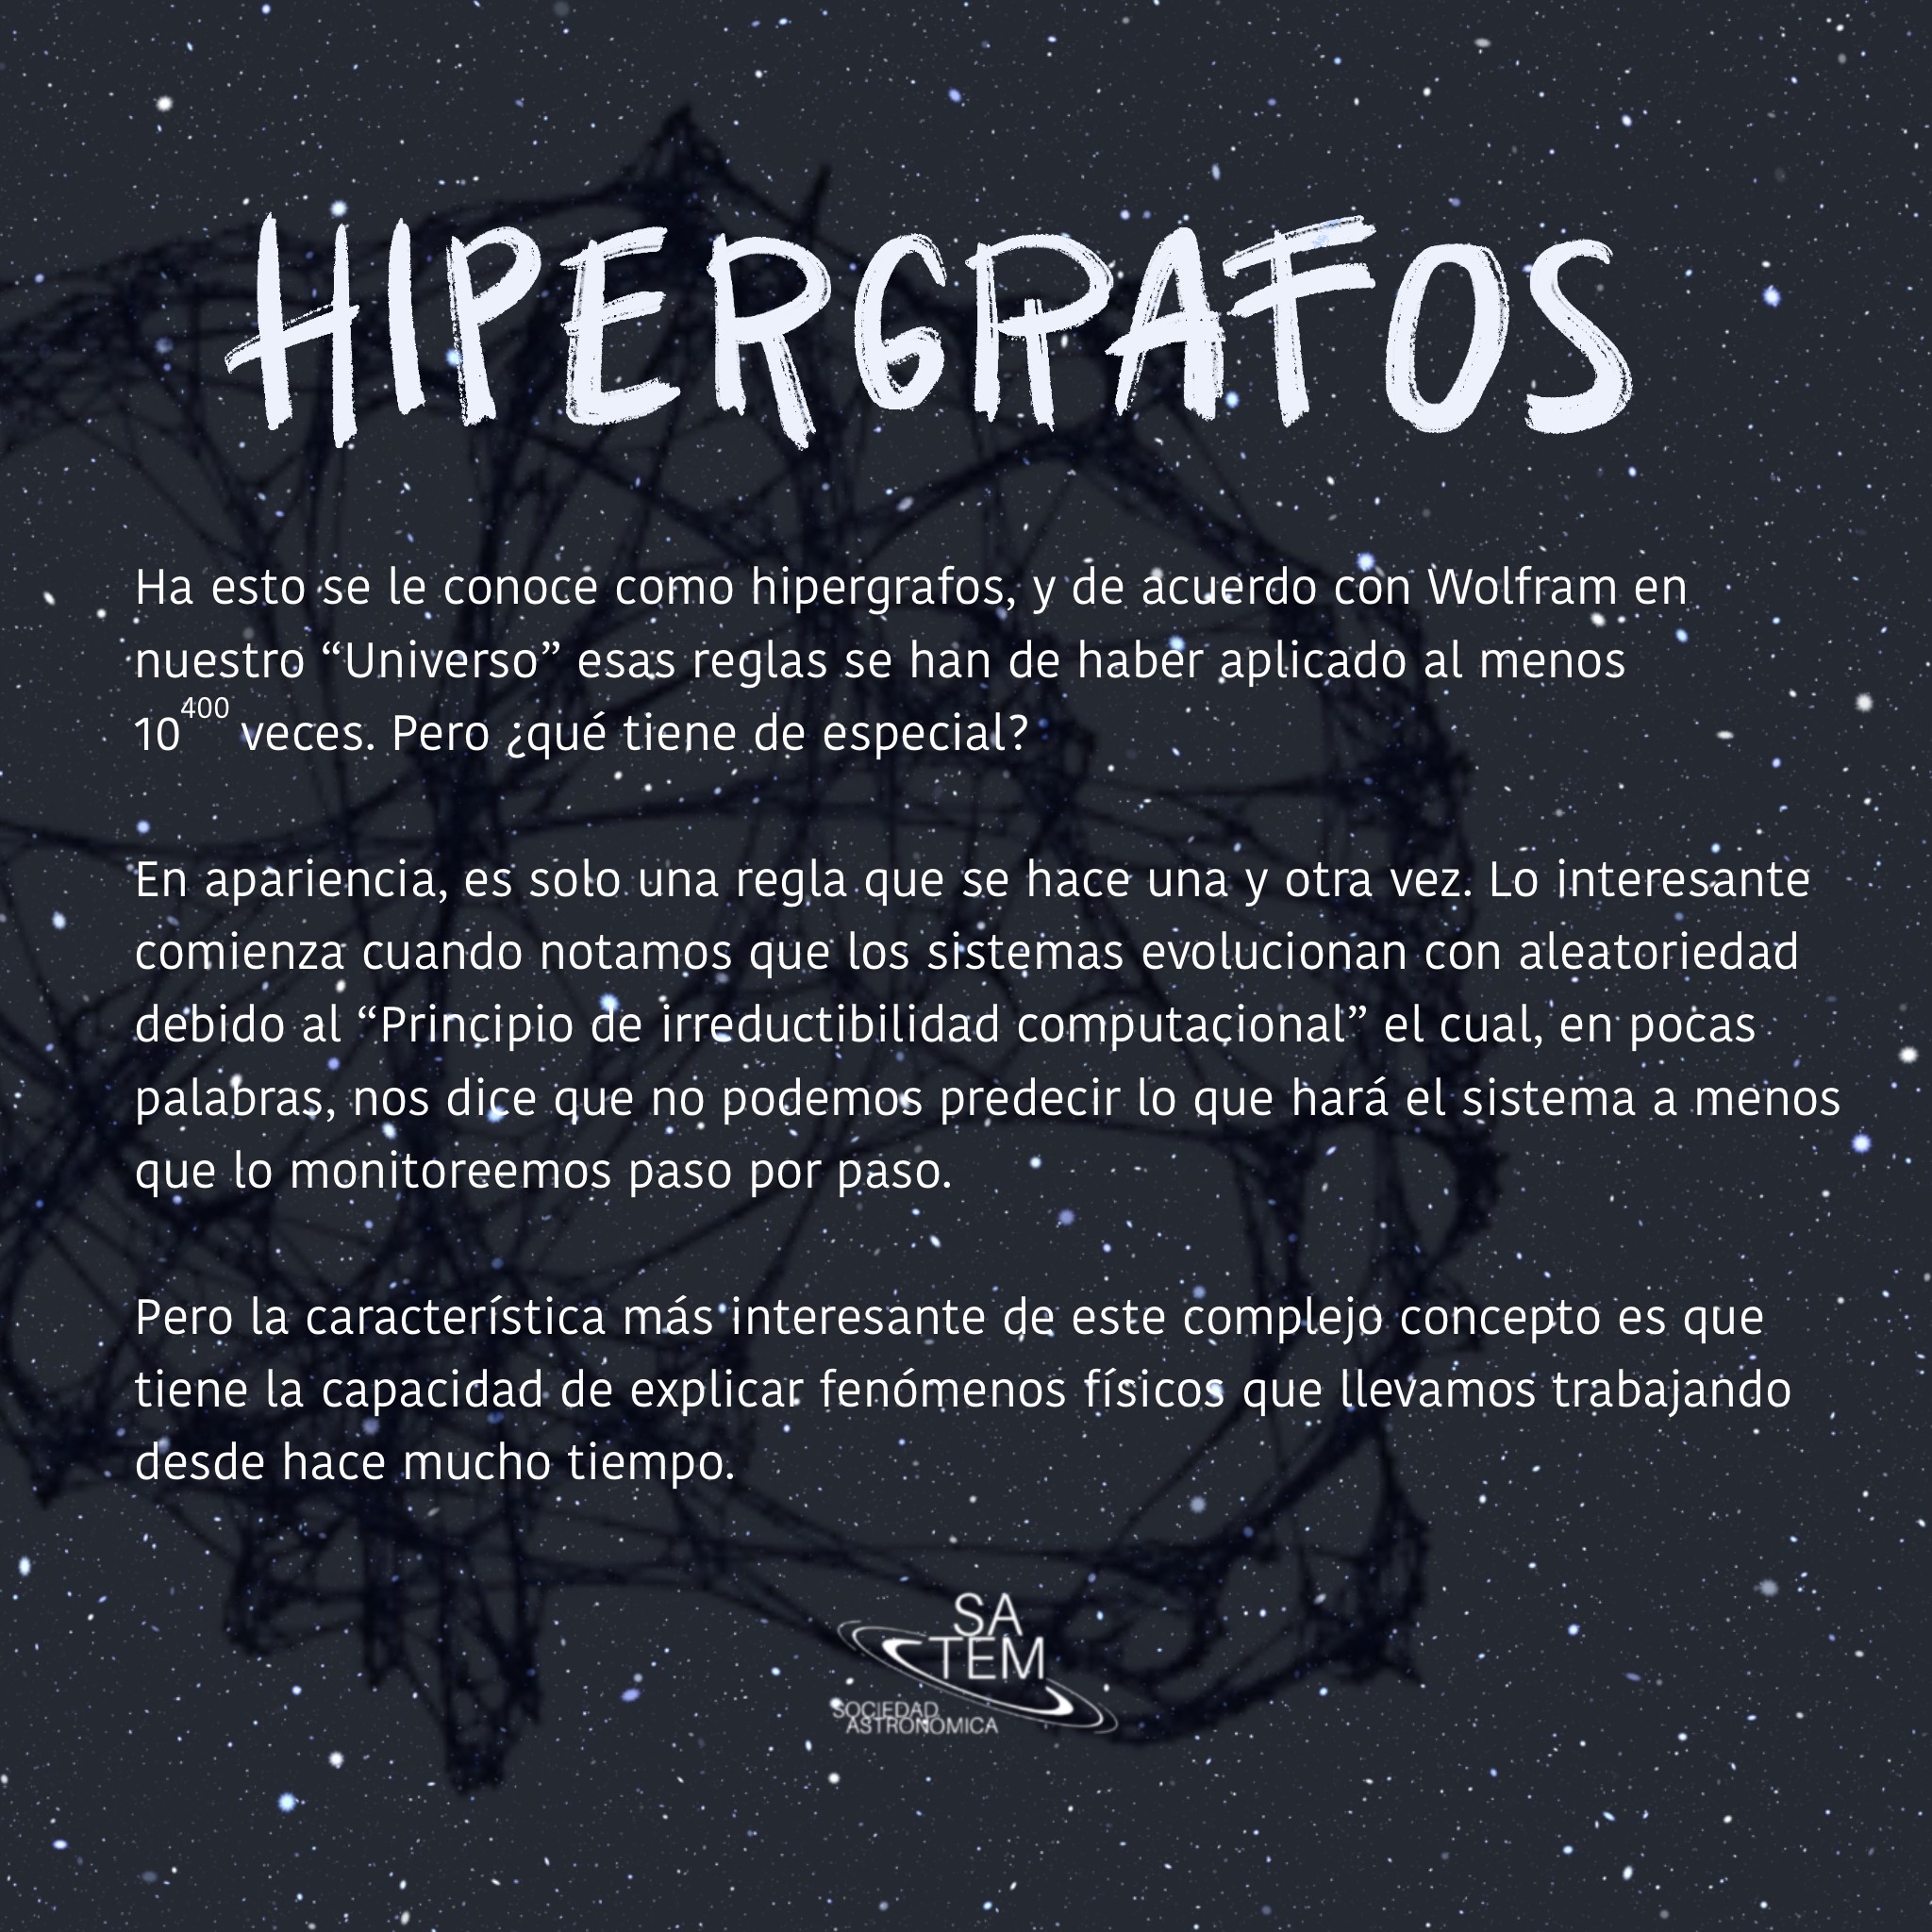 HIPERGRAFOS
Ha esto se le conoce como hipergrafos, y de acuerdo con Wolfram en
nuestro “Universo” esas reglas se han de haber aplicado al menos
10⁴⁰⁰ veces. Pero ¿qué tiene de especial?
En apariencia, es solo una regla que se hace una y otra vez. Lo interesante
comienza cuando notamos que los sistemas evolucionan con aleatoriedad
debido al “Principio de irreductibilidad computacional” el cual, en pocas
palabras, nos dice que no podemos predecir lo que hará el sistema a menos
que lo monitoreemos paso por paso.
Pero la característica más interesante de este complejo concepto es que
tiene la capacidad de explicar fenómenos físicos que llevamos trabajando
desde hace mucho tiempo.
SA
TEM
SOCIEDAD
ASTRONOMICA